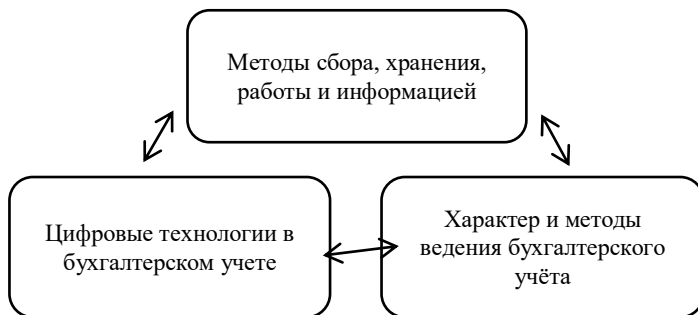 Методы сбора, хранения,
работы и информацией
Цифровые технологии в
бухгалтерском учете
Характер и методы
ведения бухгалтерского
учёта